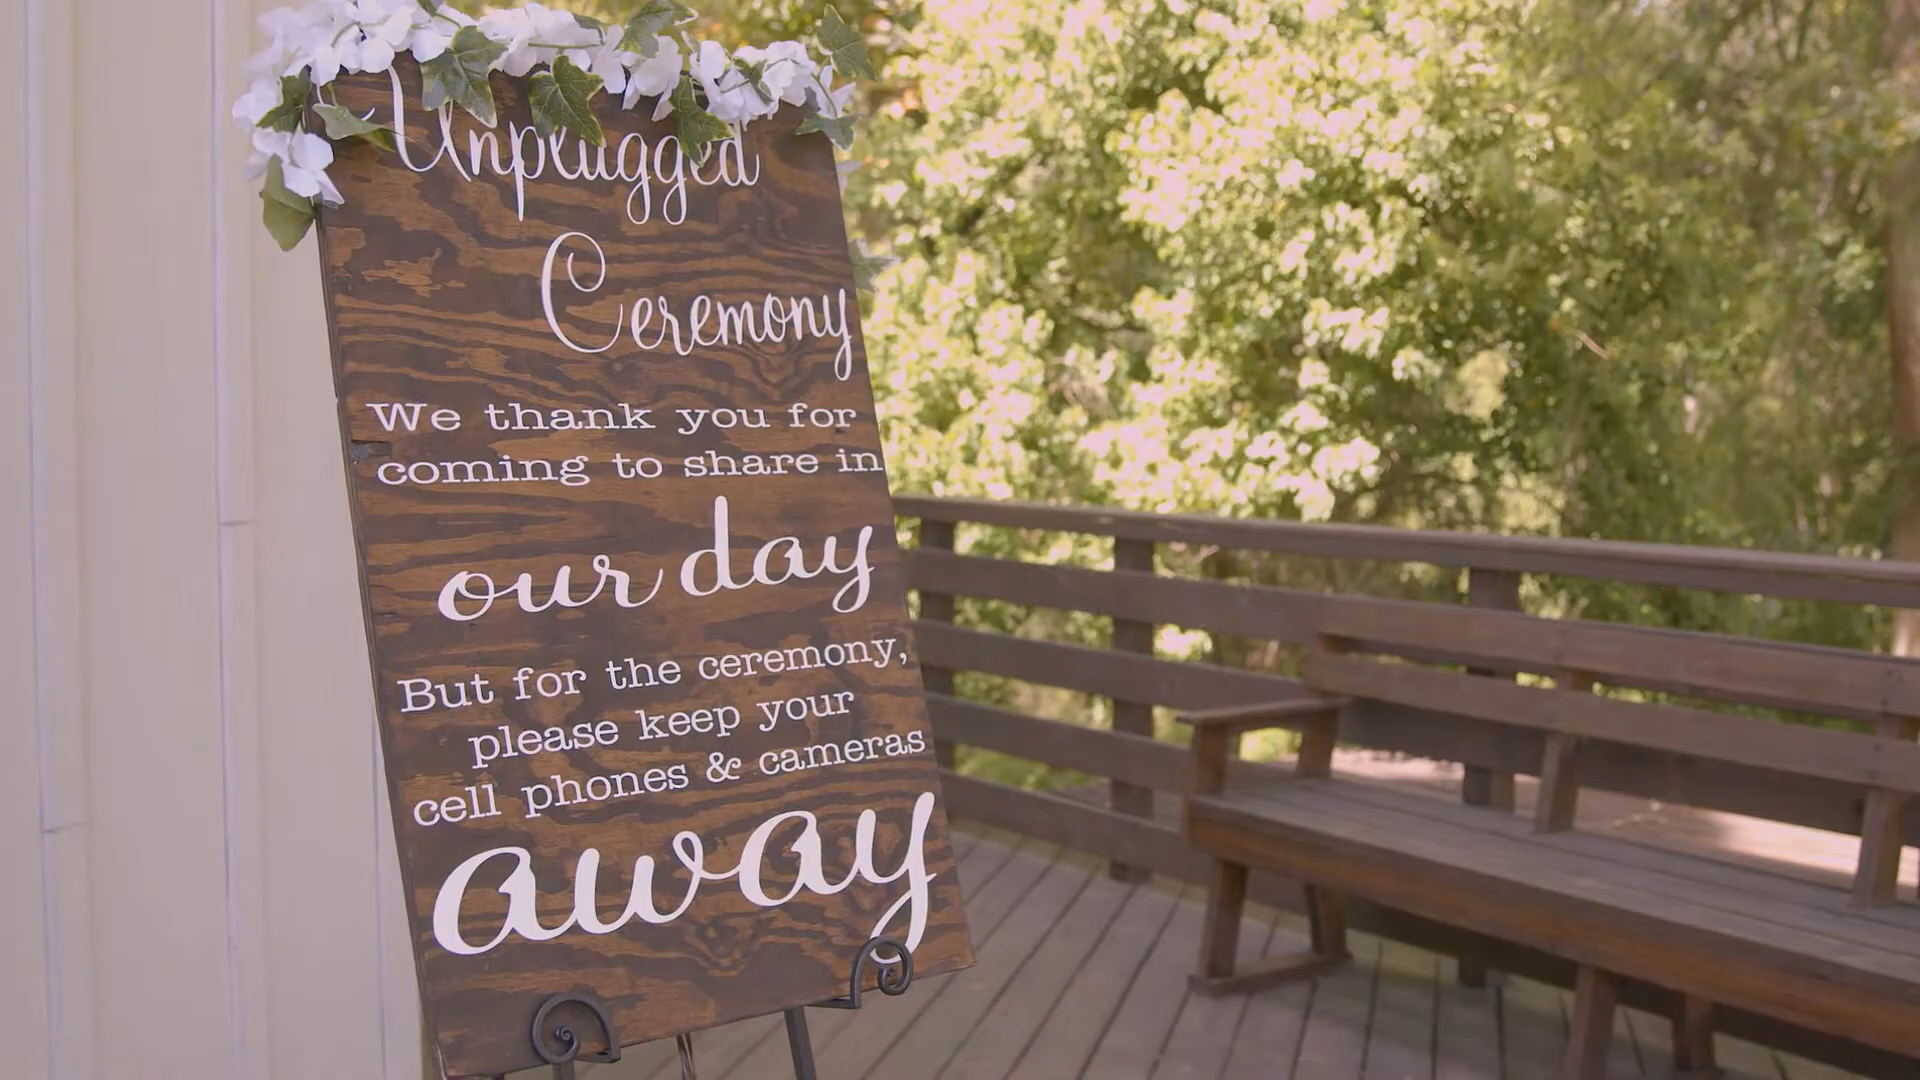 Unplugged
Ceremony
We thank you for
coming to share in
our day
But for the ceremony,
please keep your
cell phones & cameras
away